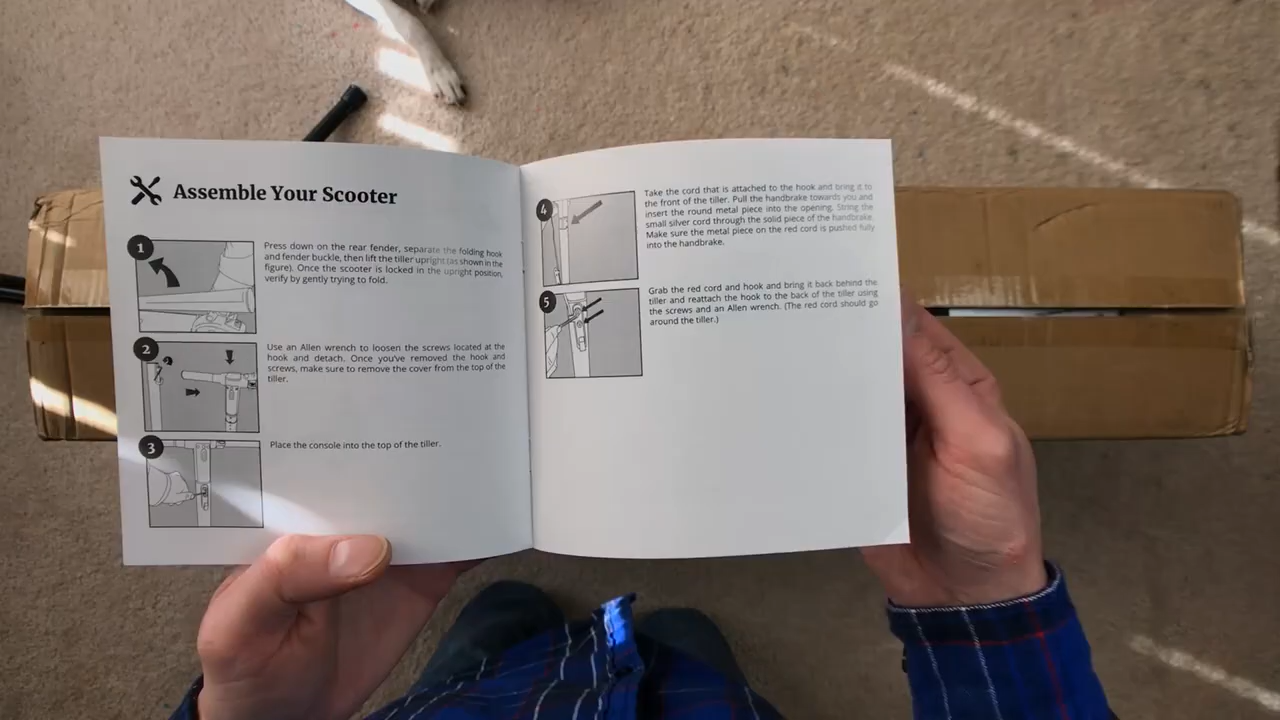 Assemble Your Scooter
1
Press down on the rear fender, separate the folding hook
and fender buckle, then lift the tiller upright (as shown in the
figure). Once the scooter is locked in the upright position,
verify by gently trying to fold.
2
Use an Allen wrench to loosen the screws located at the
hook and detach. Once you've removed the hook and
screws, make sure to remove the cover from the top of the
tiller.
3
Place the console into the top of the tiller.
4
Take the cord that is attached to the hook and bring it to
the front of the tiller. Pull the handbrake towards you and
insert the round metal piece into the opening. String the
small silver cord through the solid piece of the handbrake.
Make sure the metal piece on the red cord is pushed fully
into the handbrake.
5
Grab the red cord and hook and bring it back behind the
tiller and reattach the hook to the back of the tiller using
the screws and an Allen wrench. (The red cord should go
around the tiller.)